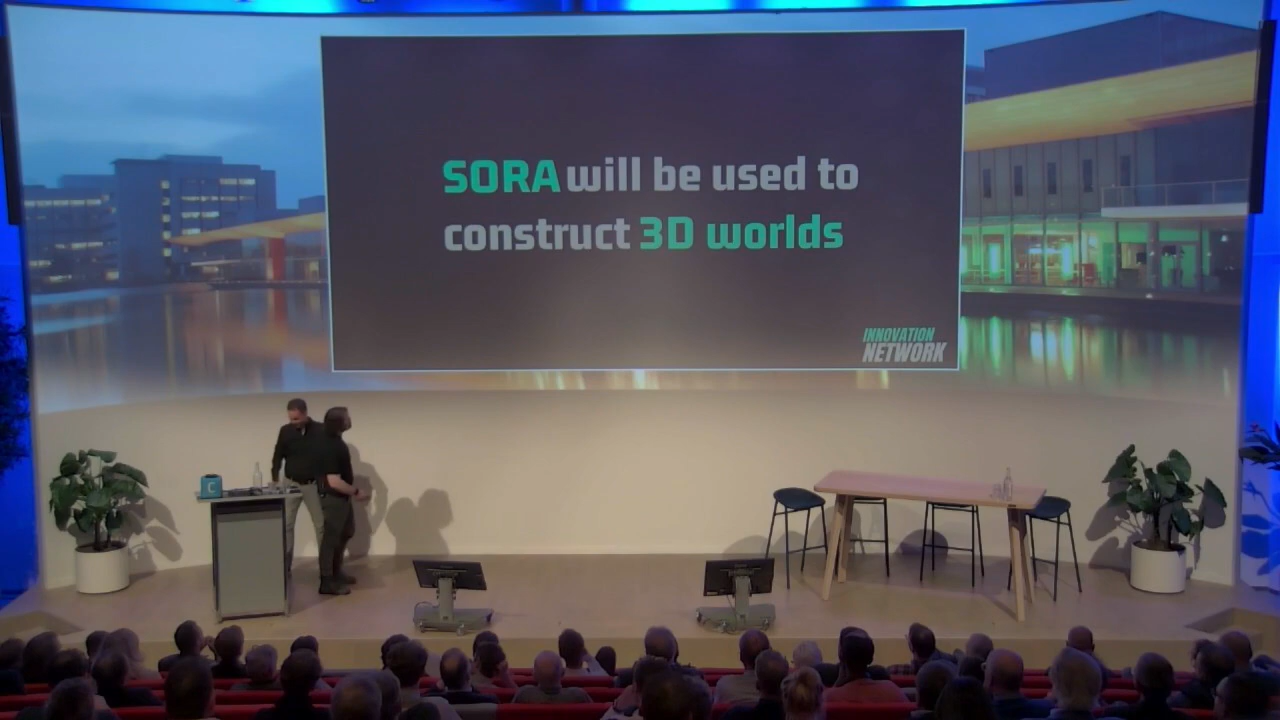 SORA will be used to
construct 3D worlds
INNOVATION
NETWORK
C